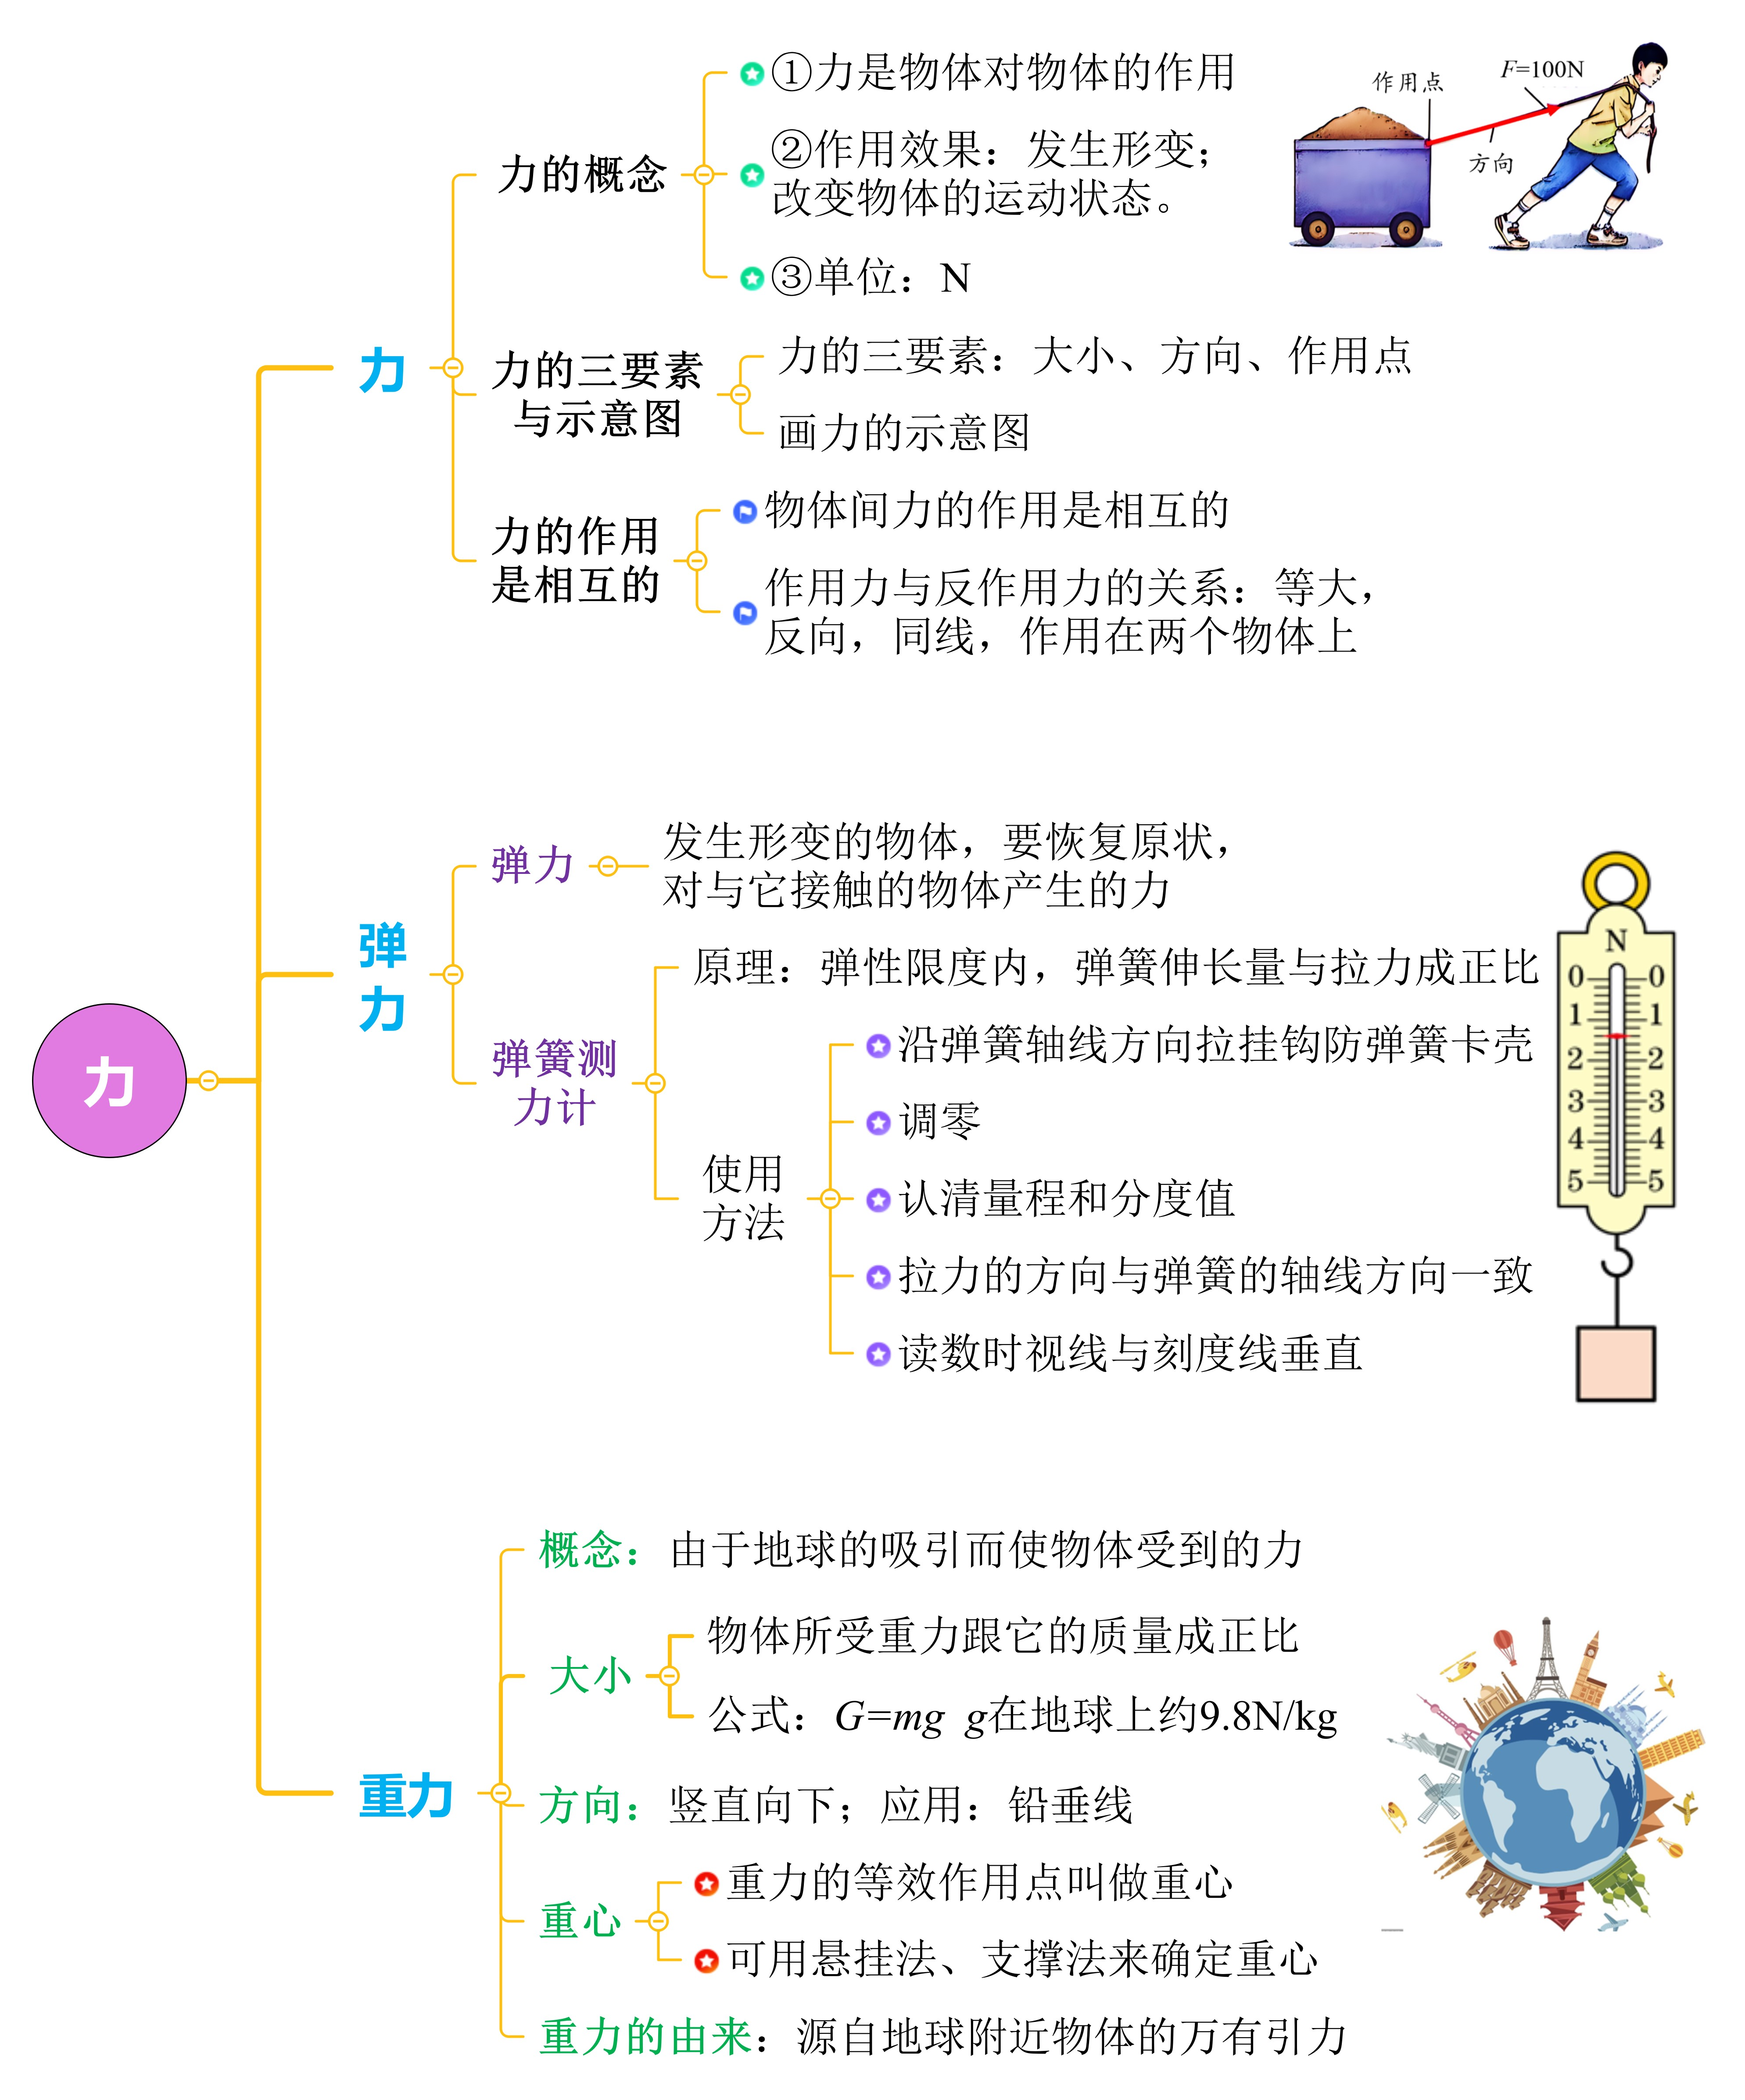 ①力是物体对物体的作用
力的概念
②作用效果：发生形变；
改变物体的运动状态。
③单位：N
作用点
F=100N
方向
力
力的三要素
与示意图
力的三要素：大小、方向、作用点
画力的示意图
力的作用
是相互的
物体间力的作用是相互的
作用力与反作用力的关系：等大，
反向，同线，作用在两个物体上
力
弹
力
弹力
发生形变的物体，要恢复原状，
对与它接触的物体产生的力
弹簧测
力计
原理：弹性限度内，弹簧伸长量与拉力成正比
使用
方法
沿弹簧轴线方向拉挂钩防弹簧卡壳
调零
认清量程和分度值
拉力的方向与弹簧的轴线方向一致
读数时视线与刻度线垂直
N
0 0
1 1
2 2
3 3
4 4
5 5
重力
概念：由于地球的吸引而使物体受到的力
大小
物体所受重力跟它的质量成正比
公式：G=mg g在地球上约9.8N/kg
方向：竖直向下；应用：铅垂线
重心
重力的等效作用点叫做重心
可用悬挂法、支撑法来确定重心
重力的由来：源自地球附近物体的万有引力